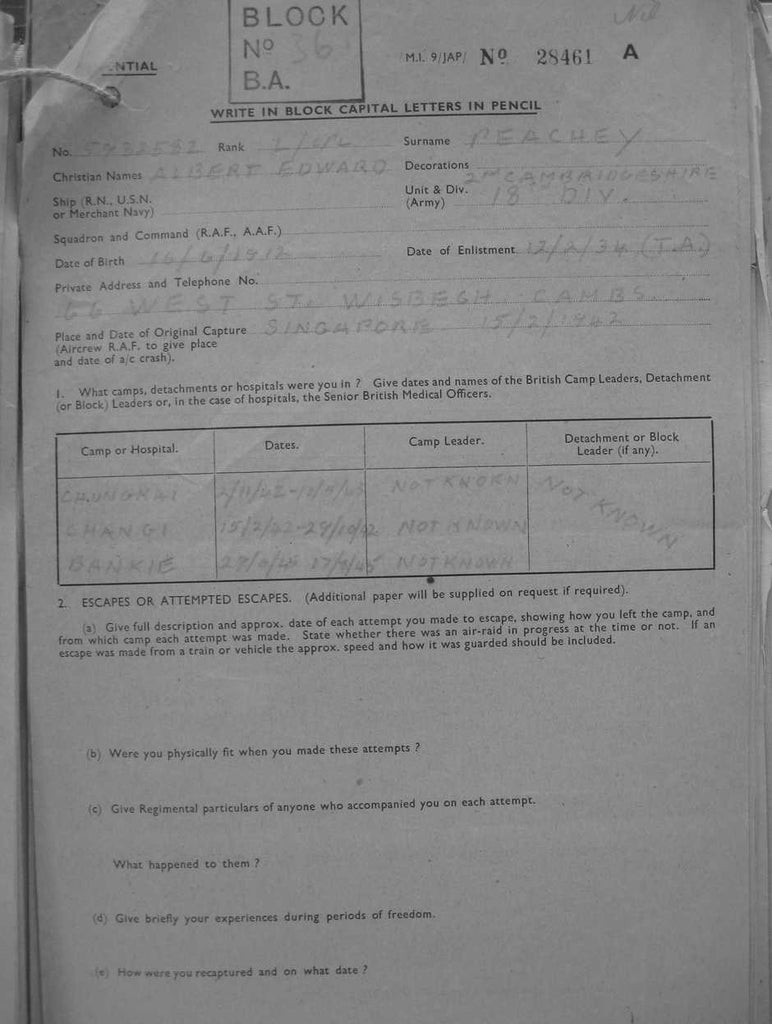 BLOCK
Nº 36
B.A.
NTIAL
M.I. 9/JAP/ Nº 28461 A
WRITE IN BLOCK CAPITAL LETTERS IN PENCIL
No. Rank L/CPL Surname PEACHEY
Christian Names ALBERT EDWARD Decorations
Ship (R.N., U.S.N. or Merchant Navy) Unit & Div. (Army) 2ND CAMBRIDGESHIRE 18TH DIV.
Squadron and Command (R.A.F., A.A.F.)
Date of Birth 16/6/1912 Date of Enlistment 12/2/34 (T.A.)
Private Address and Telephone No.
66 WEST ST. WISBECH. CAMBS.
Place and Date of Original Capture SINGAPORE 15/2/1942
(Aircrew R.A.F. to give place
and date of a/c crash).
1. What camps, detachments or hospitals were you in ? Give dates and names of the British Camp Leaders, Detachment
(or Block) Leaders or, in the case of hospitals, the Senior British Medical Officers.
Camp or Hospital. Dates. Camp Leader. Detachment or Block Leader (if any).
CHUNGKAI NOT KNOWN NOT KNOWN
CHANGI 15/2/42-29/10/42 NOT KNOWN
BANKIE NOT KNOWN
2. ESCAPES OR ATTEMPTED ESCAPES. (Additional paper will be supplied on request if required).
(a) Give full description and approx. date of each attempt you made to escape, showing how you left the camp, and
from which camp each attempt was made. State whether there was an air-raid in progress at the time or not. If an
escape was made from a train or vehicle the approx. speed and how it was guarded should be included.
(b) Were you physically fit when you made these attempts ?
(c) Give Regimental particulars of anyone who accompanied you on each attempt.
What happened to them ?
(d) Give briefly your experiences during periods of freedom.
(e) How were you recaptured and on what date ?